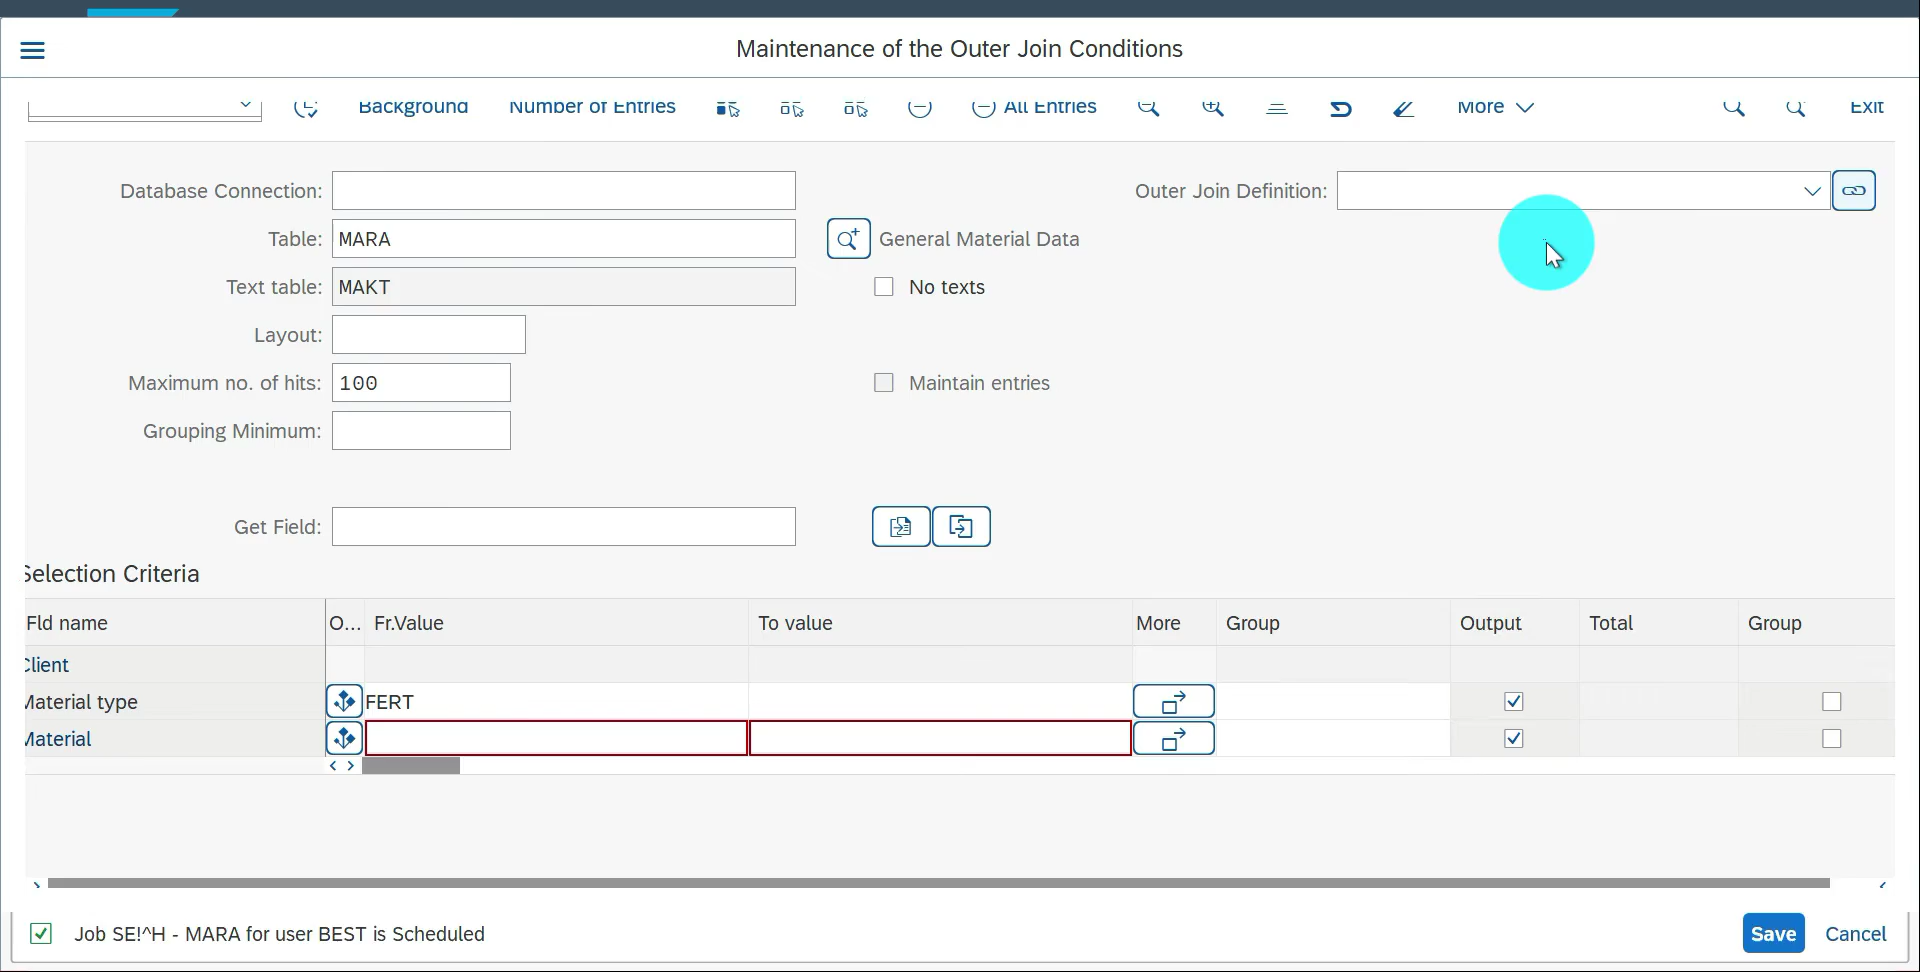 Maintenance of the Outer Join Conditions
Background Number of Entries All Entries More Exit
Database Connection: Outer Join Definition:
Table: MARA General Material Data
Text table: MAKT No texts
Layout:
Maximum no. of hits: 100 Maintain entries
Grouping Minimum:
Get Field:
Selection Criteria
Fld name O... Fr.Value To value More Group Output Total Group
Client
Material type FERT
Material
Job SE!^H - MARA for user BEST is Scheduled Save Cancel